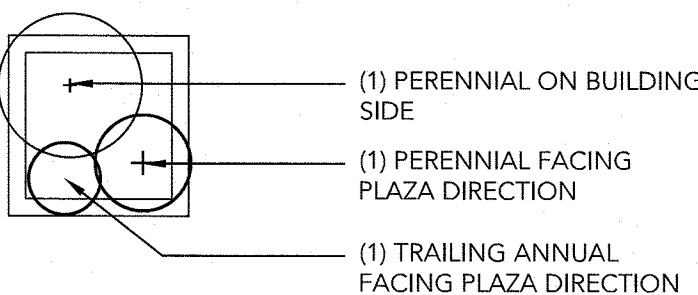 (1) PERENNIAL ON BUILDING
SIDE
(1) PERENNIAL FACING
PLAZA DIRECTION
(1) TRAILING ANNUAL
FACING PLAZA DIRECTION